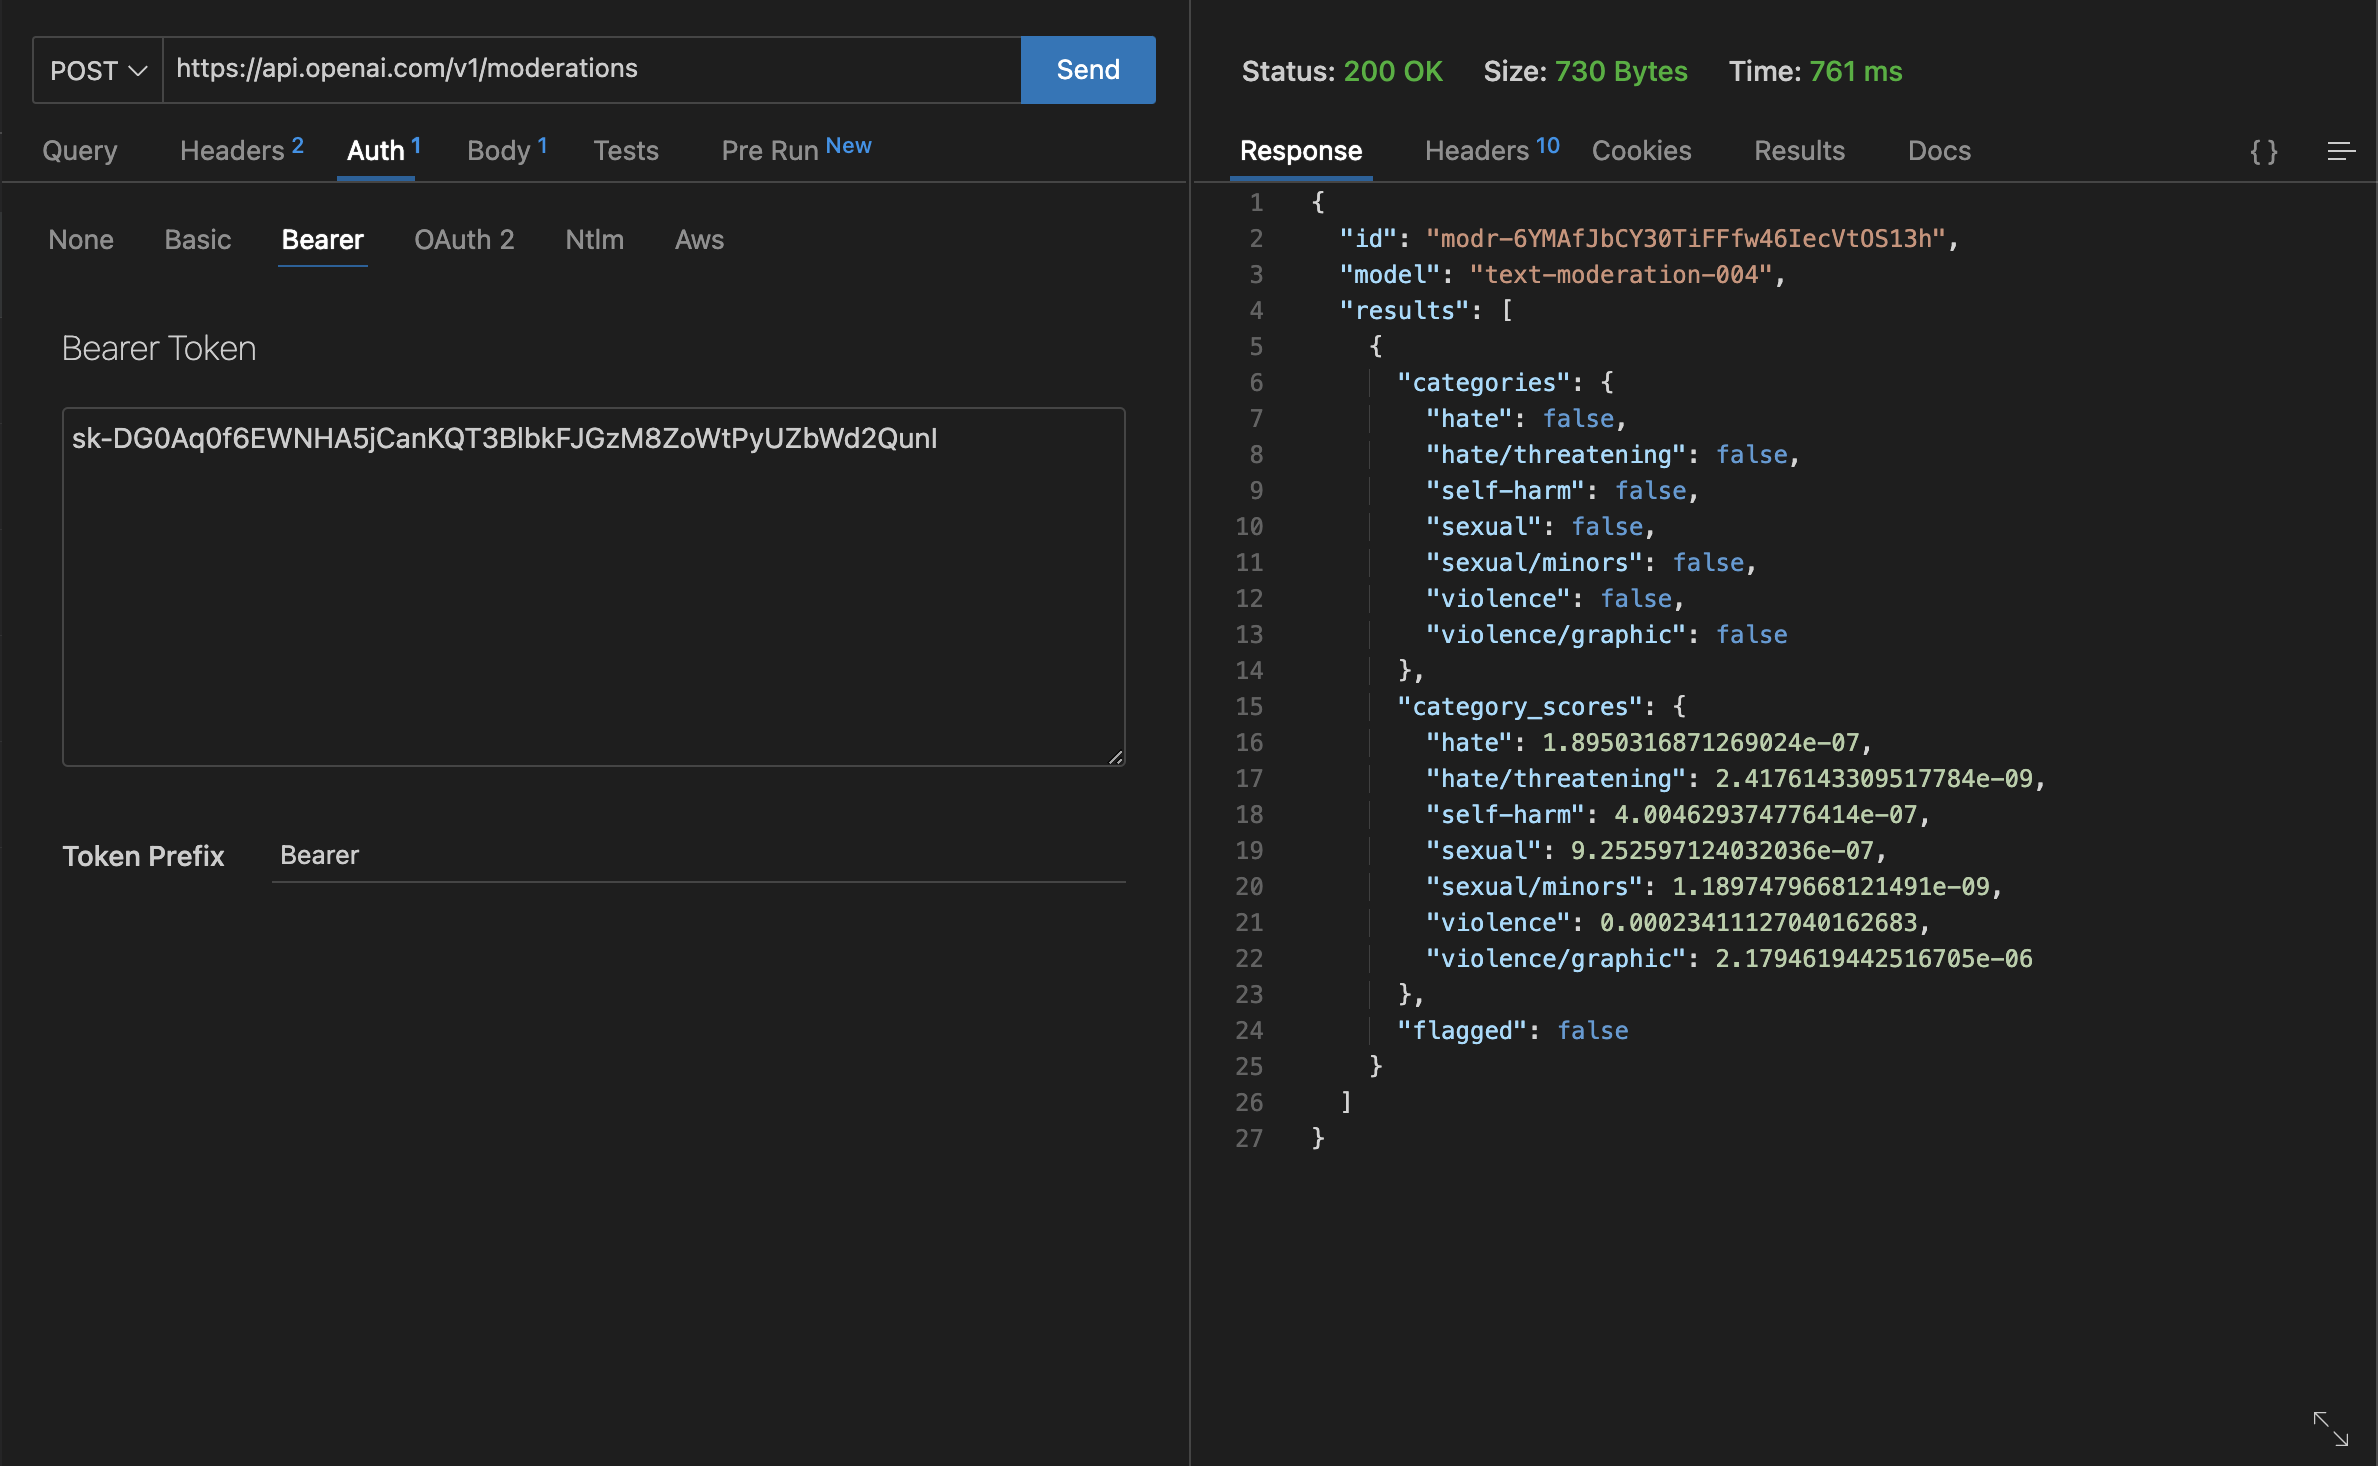 POST https://api.openai.com/v1/moderations Send
Query Headers 2 Auth 1 Body 1 Tests Pre Run New
None Basic Bearer OAuth 2 Ntlm Aws
Bearer Token
Token Prefix Bearer
Status: 200 OK Size: 730 Bytes Time: 761 ms
Response Headers 10 Cookies Results Docs {}
1 {
2 "id": "modr-6YMAfJbCY30TiFFfw46IecVtOS13h",
3 "model": "text-moderation-004",
4 "results": [
5 {
6 "categories": {
7 "hate": false,
8 "hate/threatening": false,
9 "self-harm": false,
10 "sexual": false,
11 "sexual/minors": false,
12 "violence": false,
13 "violence/graphic": false
14 },
15 "category_scores": {
16 "hate": 1.8950316871269024e-07,
17 "hate/threatening": 2.4176143309517784e-09,
18 "self-harm": 4.004629374776414e-07,
19 "sexual": 9.252597124032036e-07,
20 "sexual/minors": 1.1897479668121491e-09,
21 "violence": 0.00023411127040162683,
22 "violence/graphic": 2.1794619442516705e-06
23 },
24 "flagged": false
25 }
26 ]
27 }